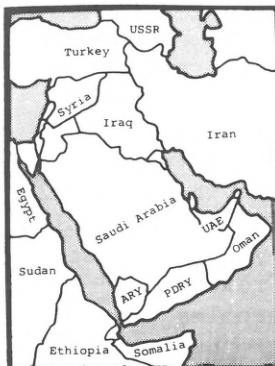 USSR
Turkey
Syria
Iraq
Iran
Egypt
Saudi Arabia
UAE
Oman
Sudan
ARY
PDRY
Ethiopia
Somalia